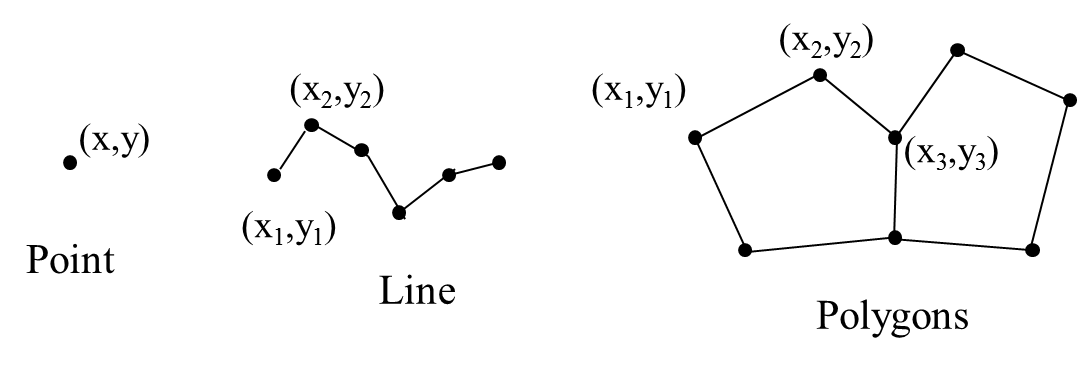 (x,y)
Point
(x₂,y₂)
(x₁,y₁)
Line
(x₂,y₂)
(x₁,y₁)
(x₃,y₃)
Polygons